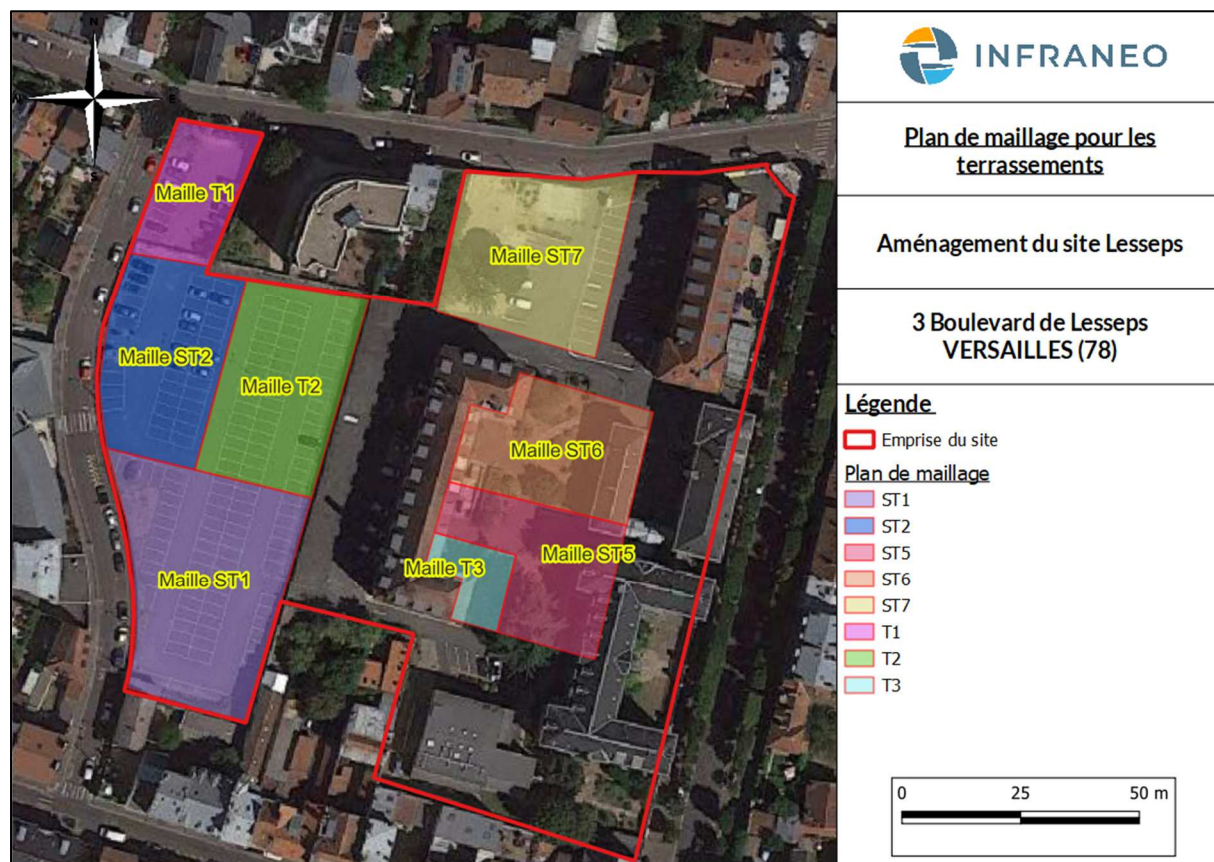 N
E
S
Maille T1
Maille ST7
Maille ST2
Maille T2
Maille ST6
Maille ST5
Maille T3
Maille ST1
INFRANEO
Plan de maillage pour les
terrassements
Aménagement du site Lesseps
3 Boulevard de Lesseps
VERSAILLES (78)
Légende
Emprise du site
Plan de maillage
ST1
ST2
ST5
ST6
ST7
T1
T2
T3
0 25 50 m